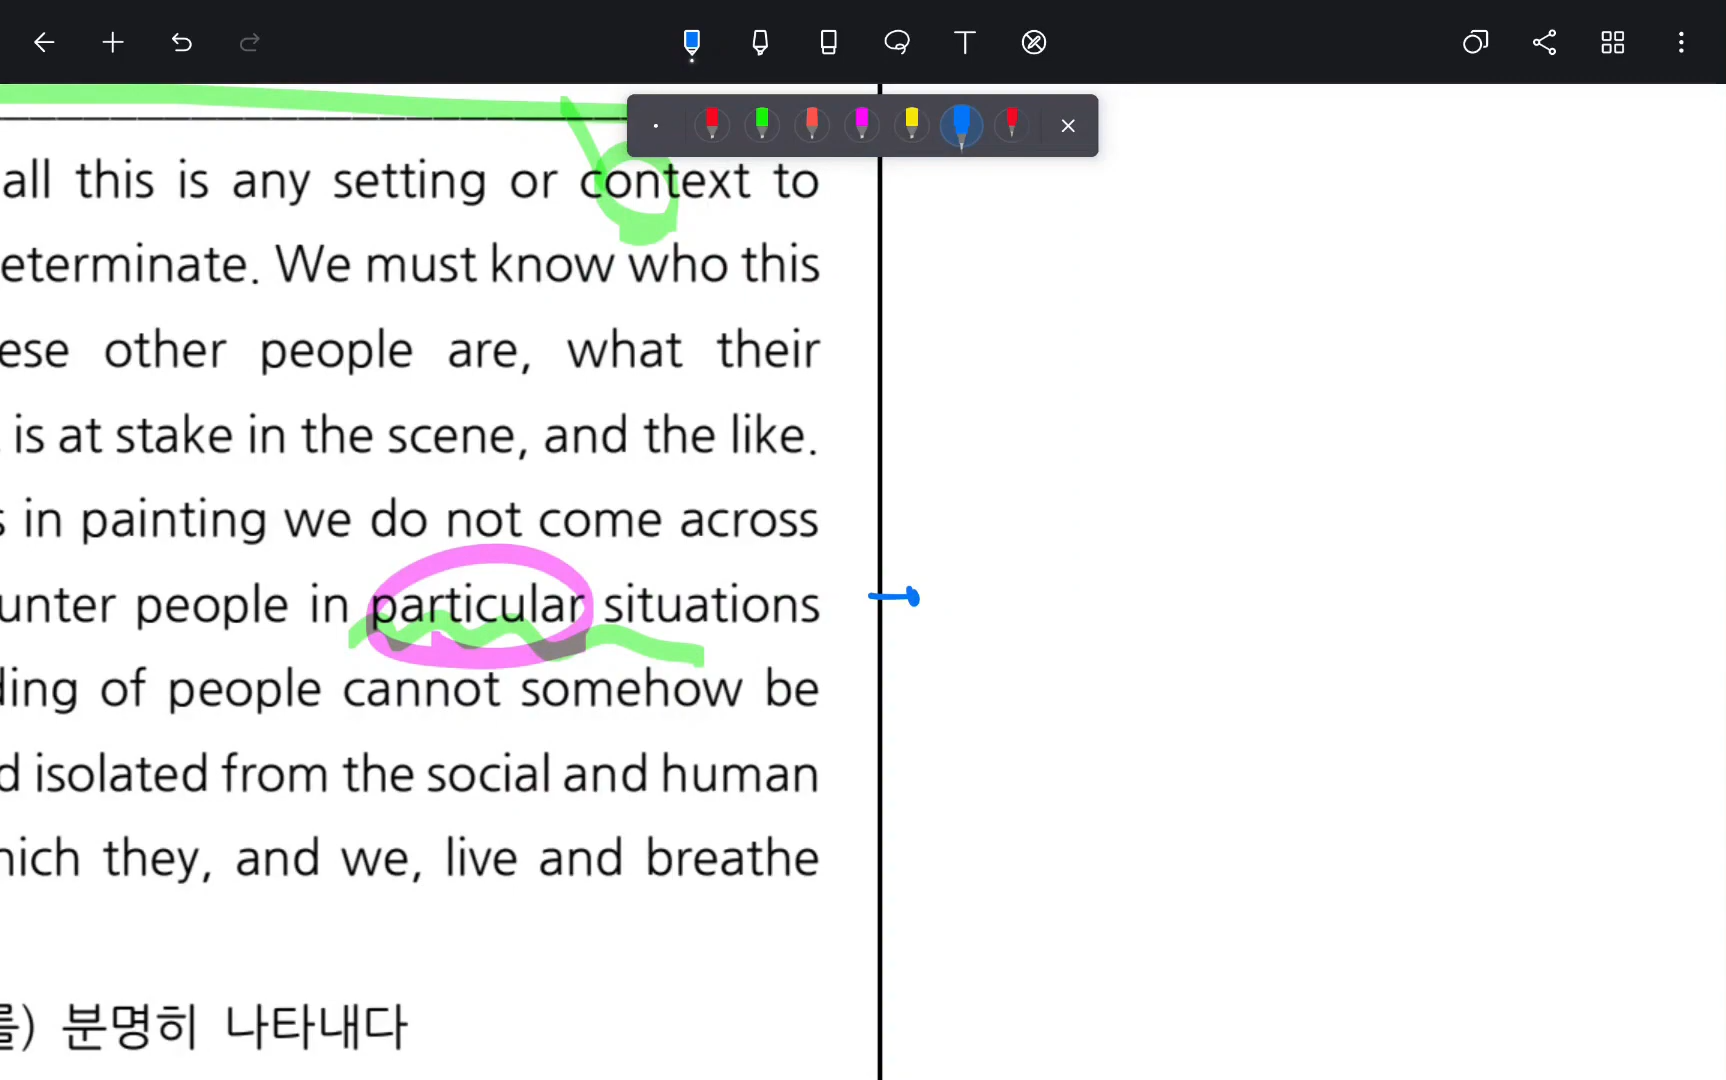 all this is any setting or context to
eterminate. We must know who this
ese other people are, what their
is at stake in the scene, and the like.
s in painting we do not come across
unter people in particular situations
ding of people cannot somehow be
d isolated from the social and human
hich they, and we, live and breathe
를) 분명히 나타내다